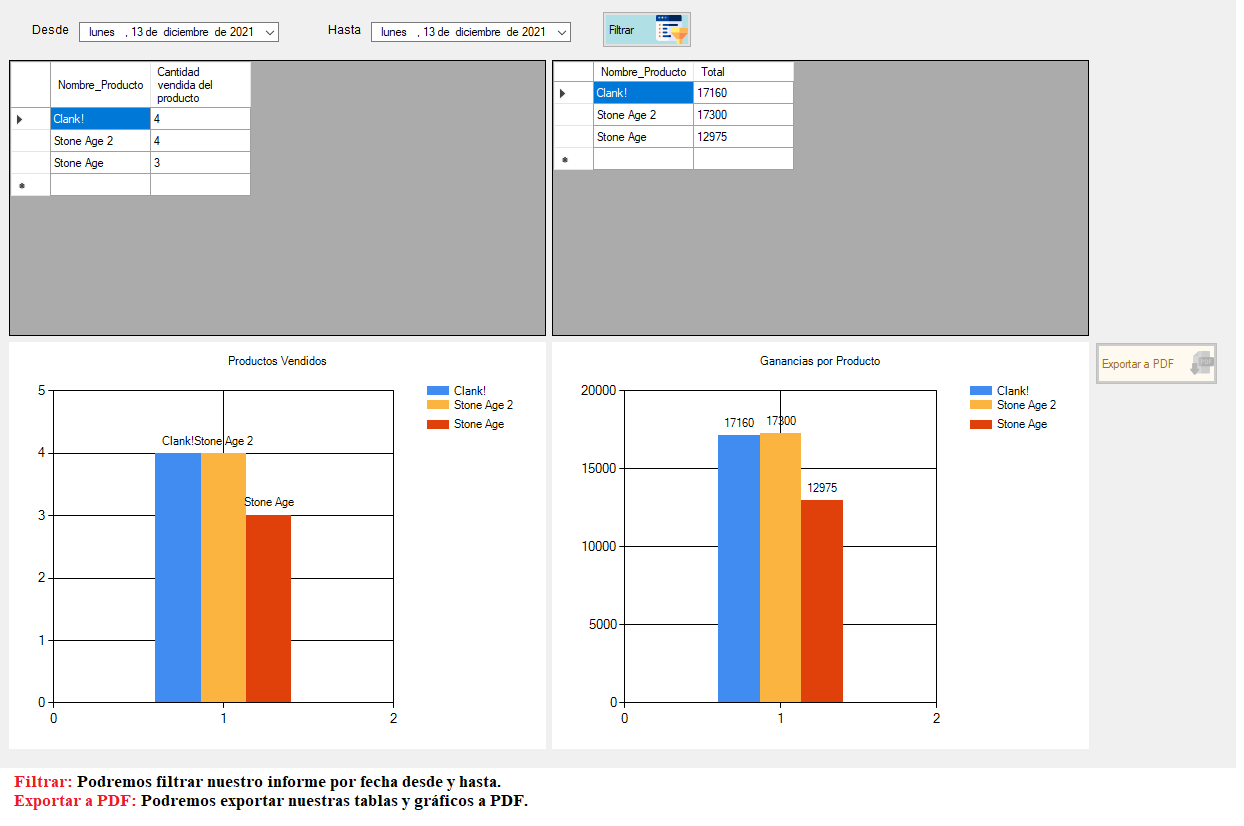 Desde lunes , 13 de diciembre de 2021 Hasta lunes , 13 de diciembre de 2021 Filtrar
Nombre_Producto Cantidad vendida del producto
Clank! 4
Stone Age 2 4
Stone Age 3
Nombre_Producto Total
Clank! 17160
Stone Age 2 17300
Stone Age 12975
Productos Vendidos
Clank!
Stone Age 2
Stone Age
5
4
3
2
1
0
Clank! Stone Age 2
Stone Age
0 1 2
Ganancias por Producto
Clank!
Stone Age 2
Stone Age
20000
15000
10000
5000
0
17160 17300
12975
0 1 2
Exportar a PDF
Filtrar: Podremos filtrar nuestro informe por fecha desde y hasta.
Exportar a PDF: Podremos exportar nuestras tablas y gráficos a PDF.